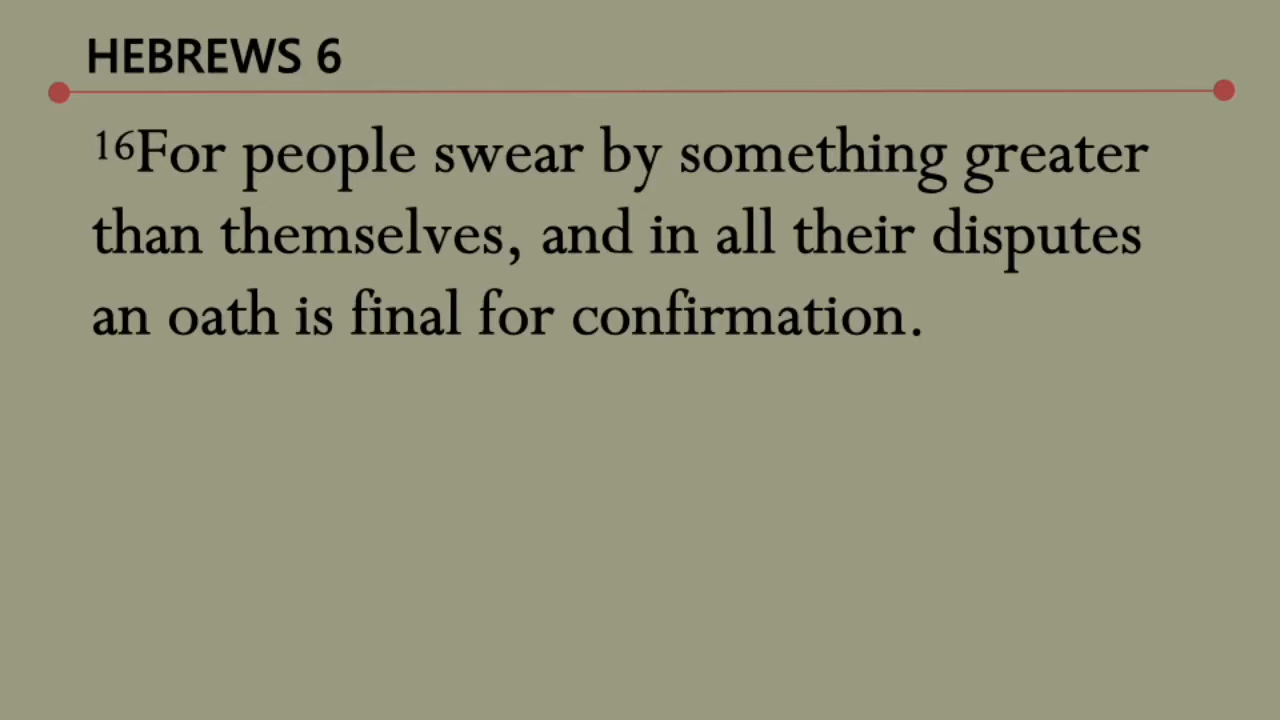 HEBREWS 6
16For people swear by something greater
than themselves, and in all their disputes
an oath is final for confirmation.